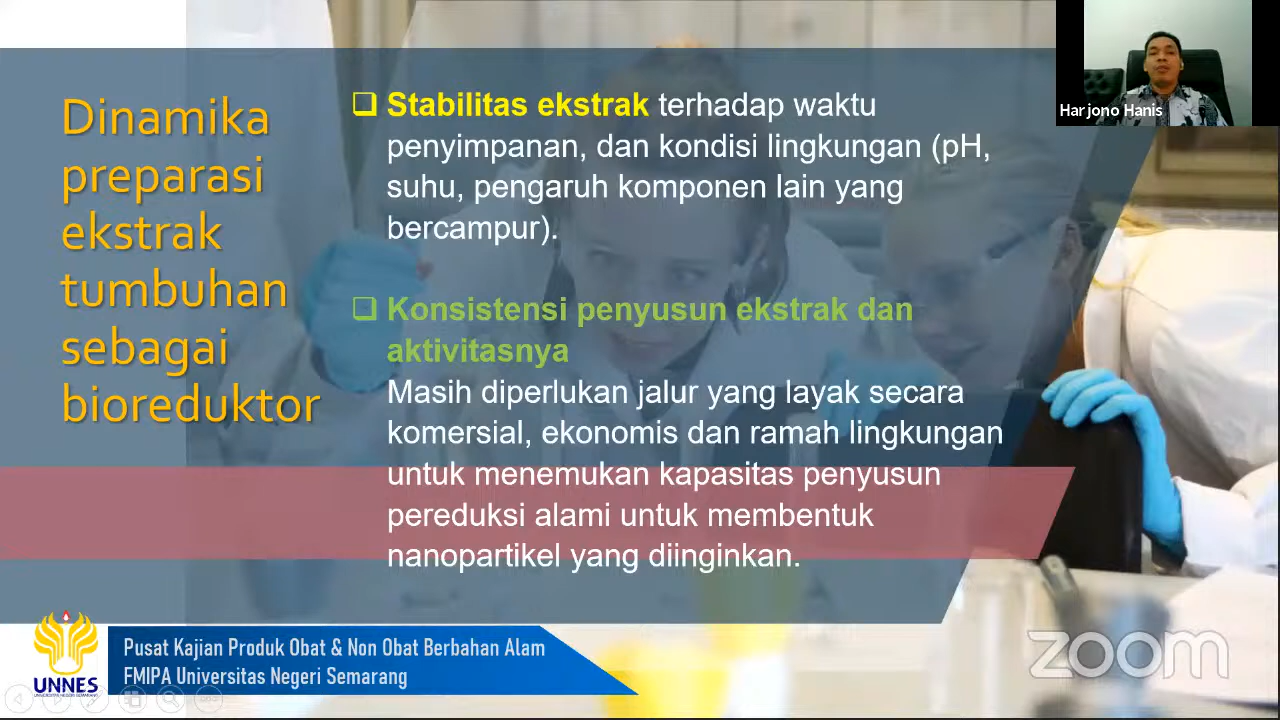 Dinamika
preparasi
ekstrak
tumbuhan
sebagai
bioreduktor
❑ Stabilitas ekstrak terhadap waktu
penyimpanan, dan kondisi lingkungan (pH,
suhu, pengaruh komponen lain yang
bercampur).
❑ Konsistensi penyusun ekstrak dan
aktivitasnya
Masih diperlukan jalur yang layak secara
komersial, ekonomis dan ramah lingkungan
untuk menemukan kapasitas penyusun
pereduksi alami untuk membentuk
nanopartikel yang diinginkan.
Harjono Hanis
UNNES
UNIVERSITAS NEGERI SEMARANG
Pusat Kajian Produk Obat & Non Obat Berbahan Alam
FMIPA Universitas Negeri Semarang
zoom